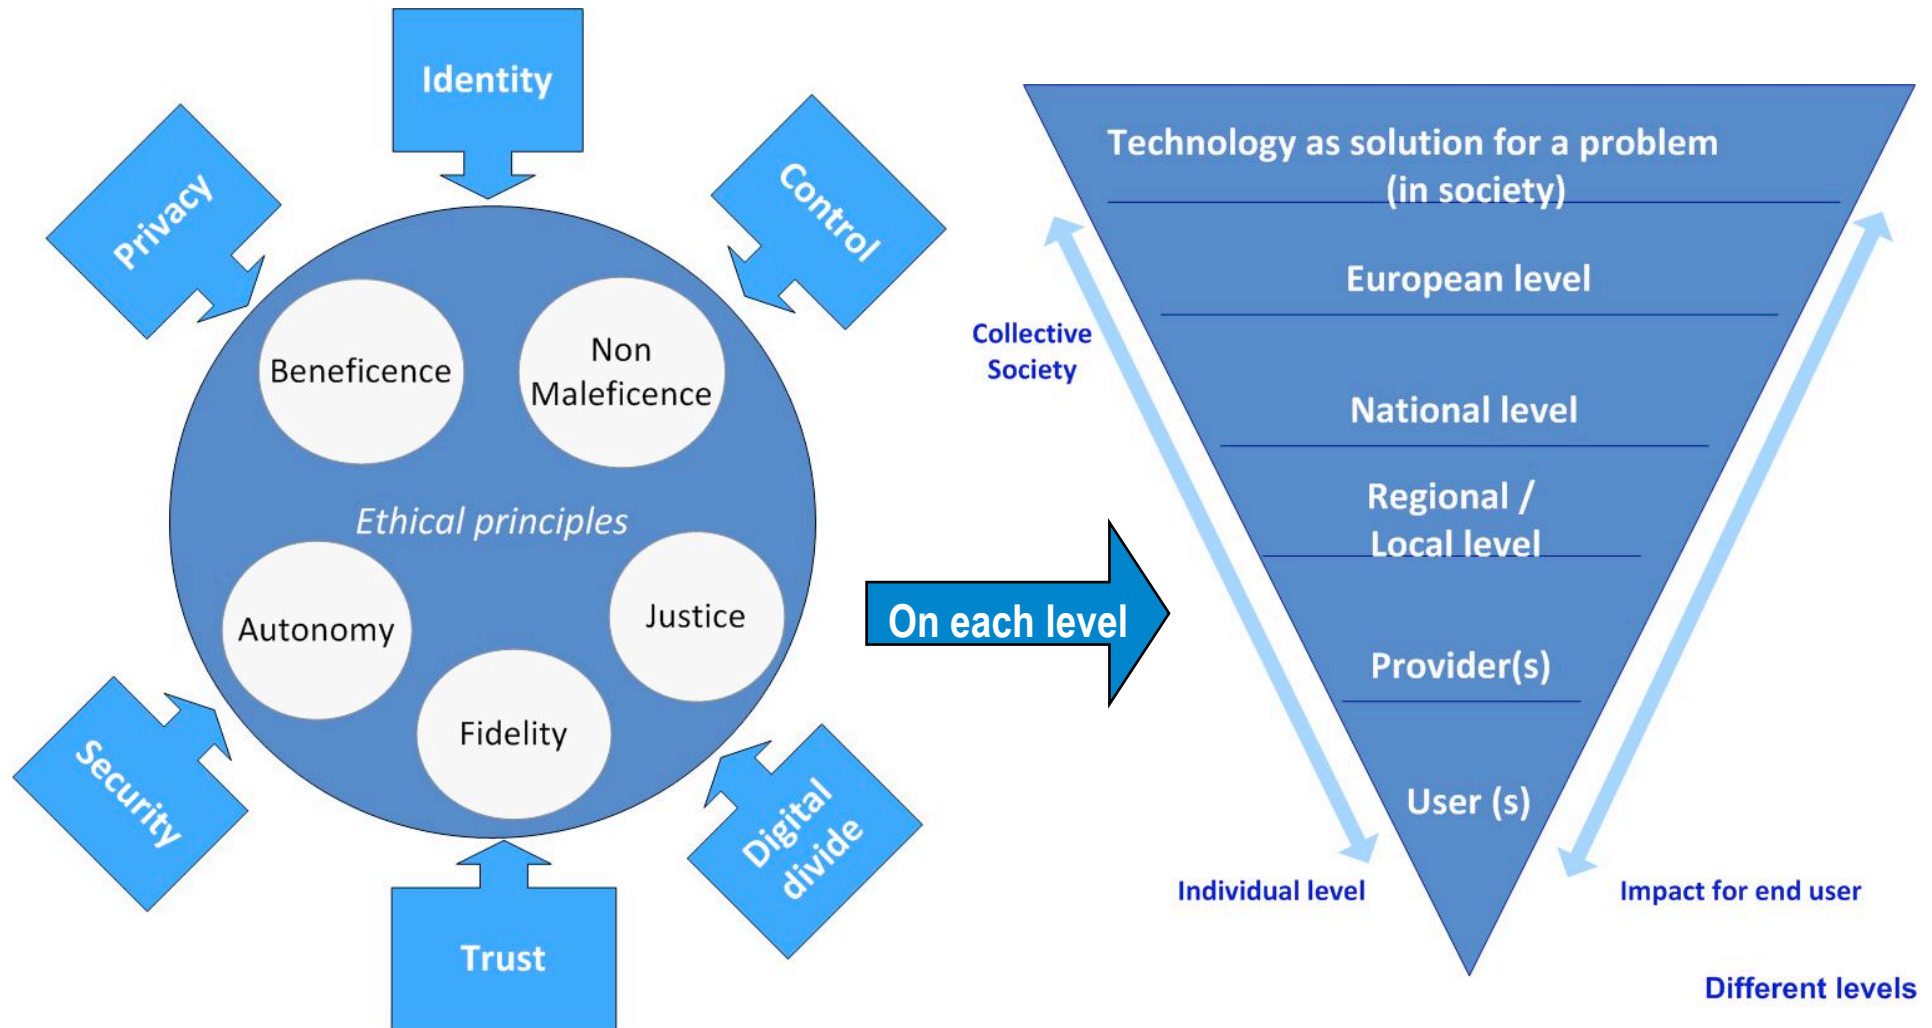 Identity
Privacy
Control
Beneficence
Non
Maleficence
Ethical principles
Autonomy
Justice
Fidelity
Security
Digital
divide
Trust
On each level
Technology as solution for a problem
(in society)
European level
Collective
Society
National level
Regional /
Local level
Provider(s)
User (s)
Individual level
Impact for end user
Different levels